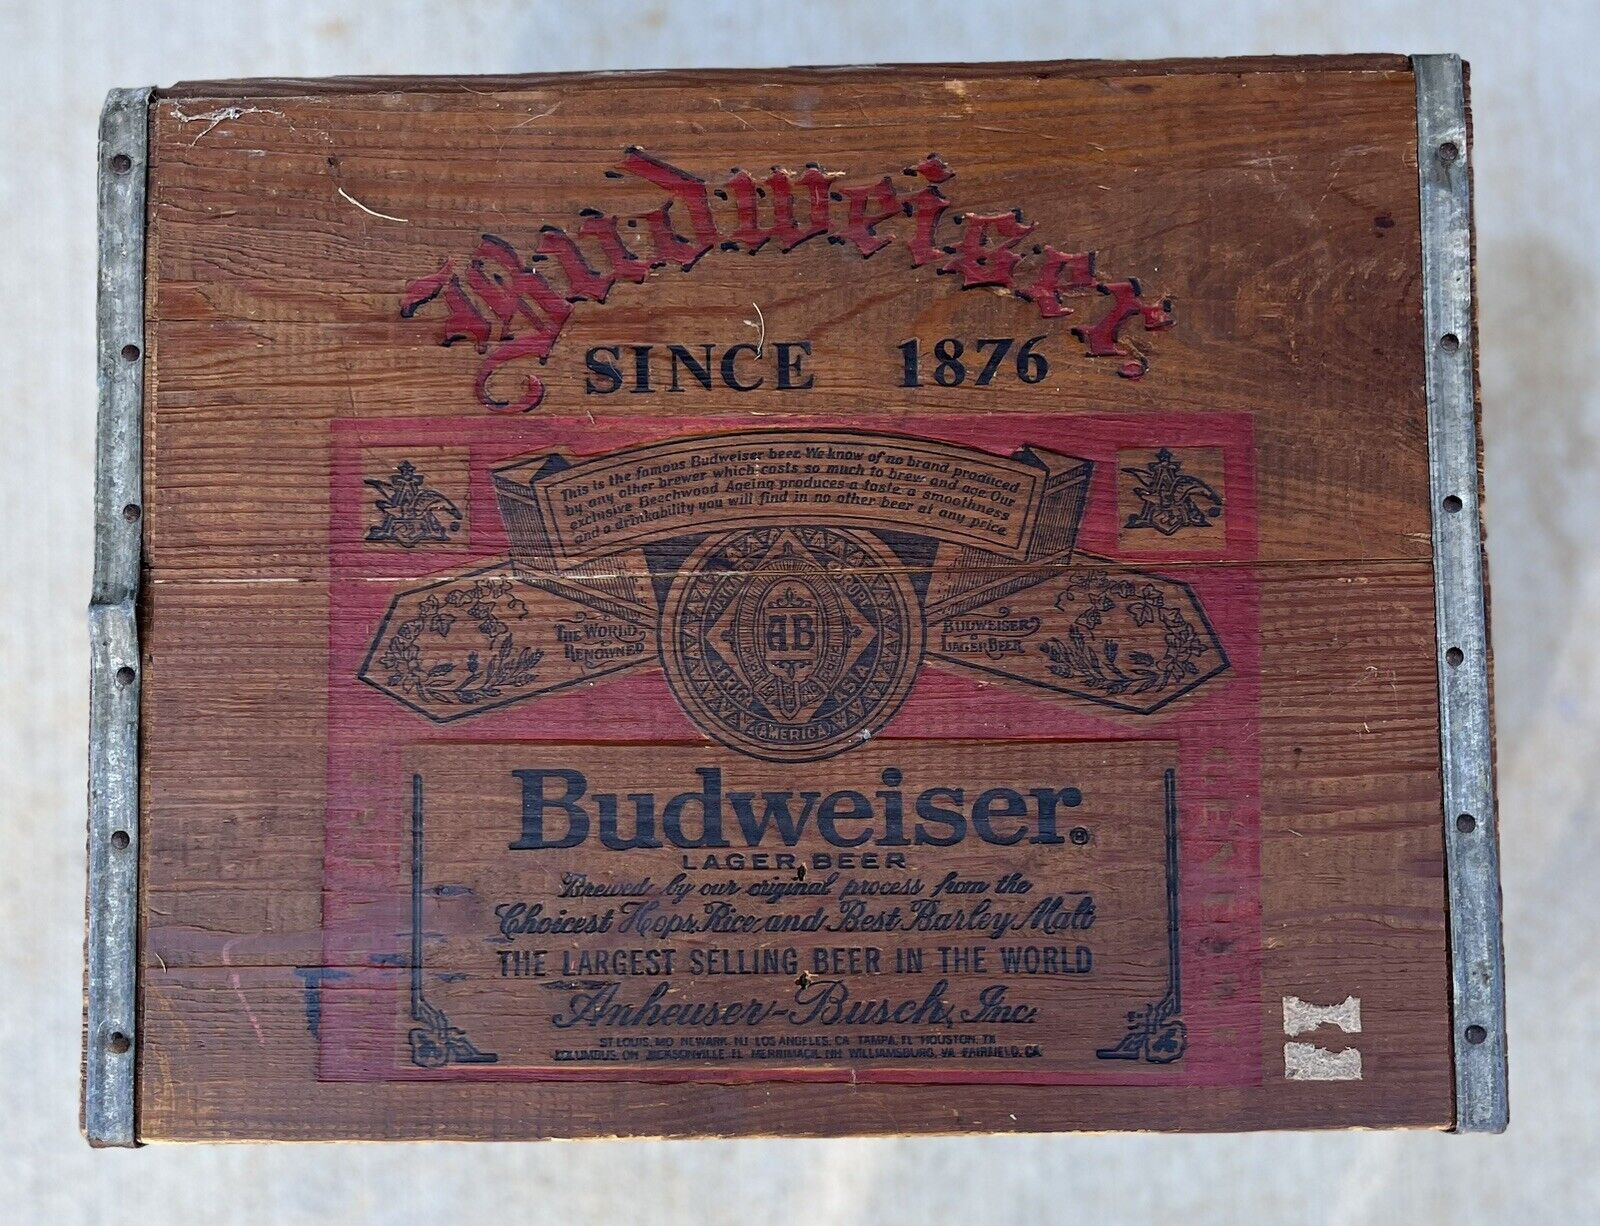 Budweiser
SINCE 1876
This is the famous Budweiser beer. We know of no brand produced
by any other brewer which costs so much to brew and age. Our
exclusive Beechwood Ageing produces a taste a smoothness
and a drinkability you will find in no other beer at any price.
THE WORLD
RENOWNED
BUDWEISER
LAGER BEER
AB
AMERICA
Budweiser®
LAGER BEER
Brewed by our original process from the
Choicest Hops, Rice and Best Barley Malt
THE LARGEST SELLING BEER IN THE WORLD
Anheuser-Busch, Inc.
ST LOUIS, MO NEWARK, NJ LOS ANGELES, CA TAMPA, FL HOUSTON, TX
COLUMBUS, OH JACKSONVILLE, FL MERRIMACK, NH WILLIAMSBURG, VA FAIRFIELD, CA